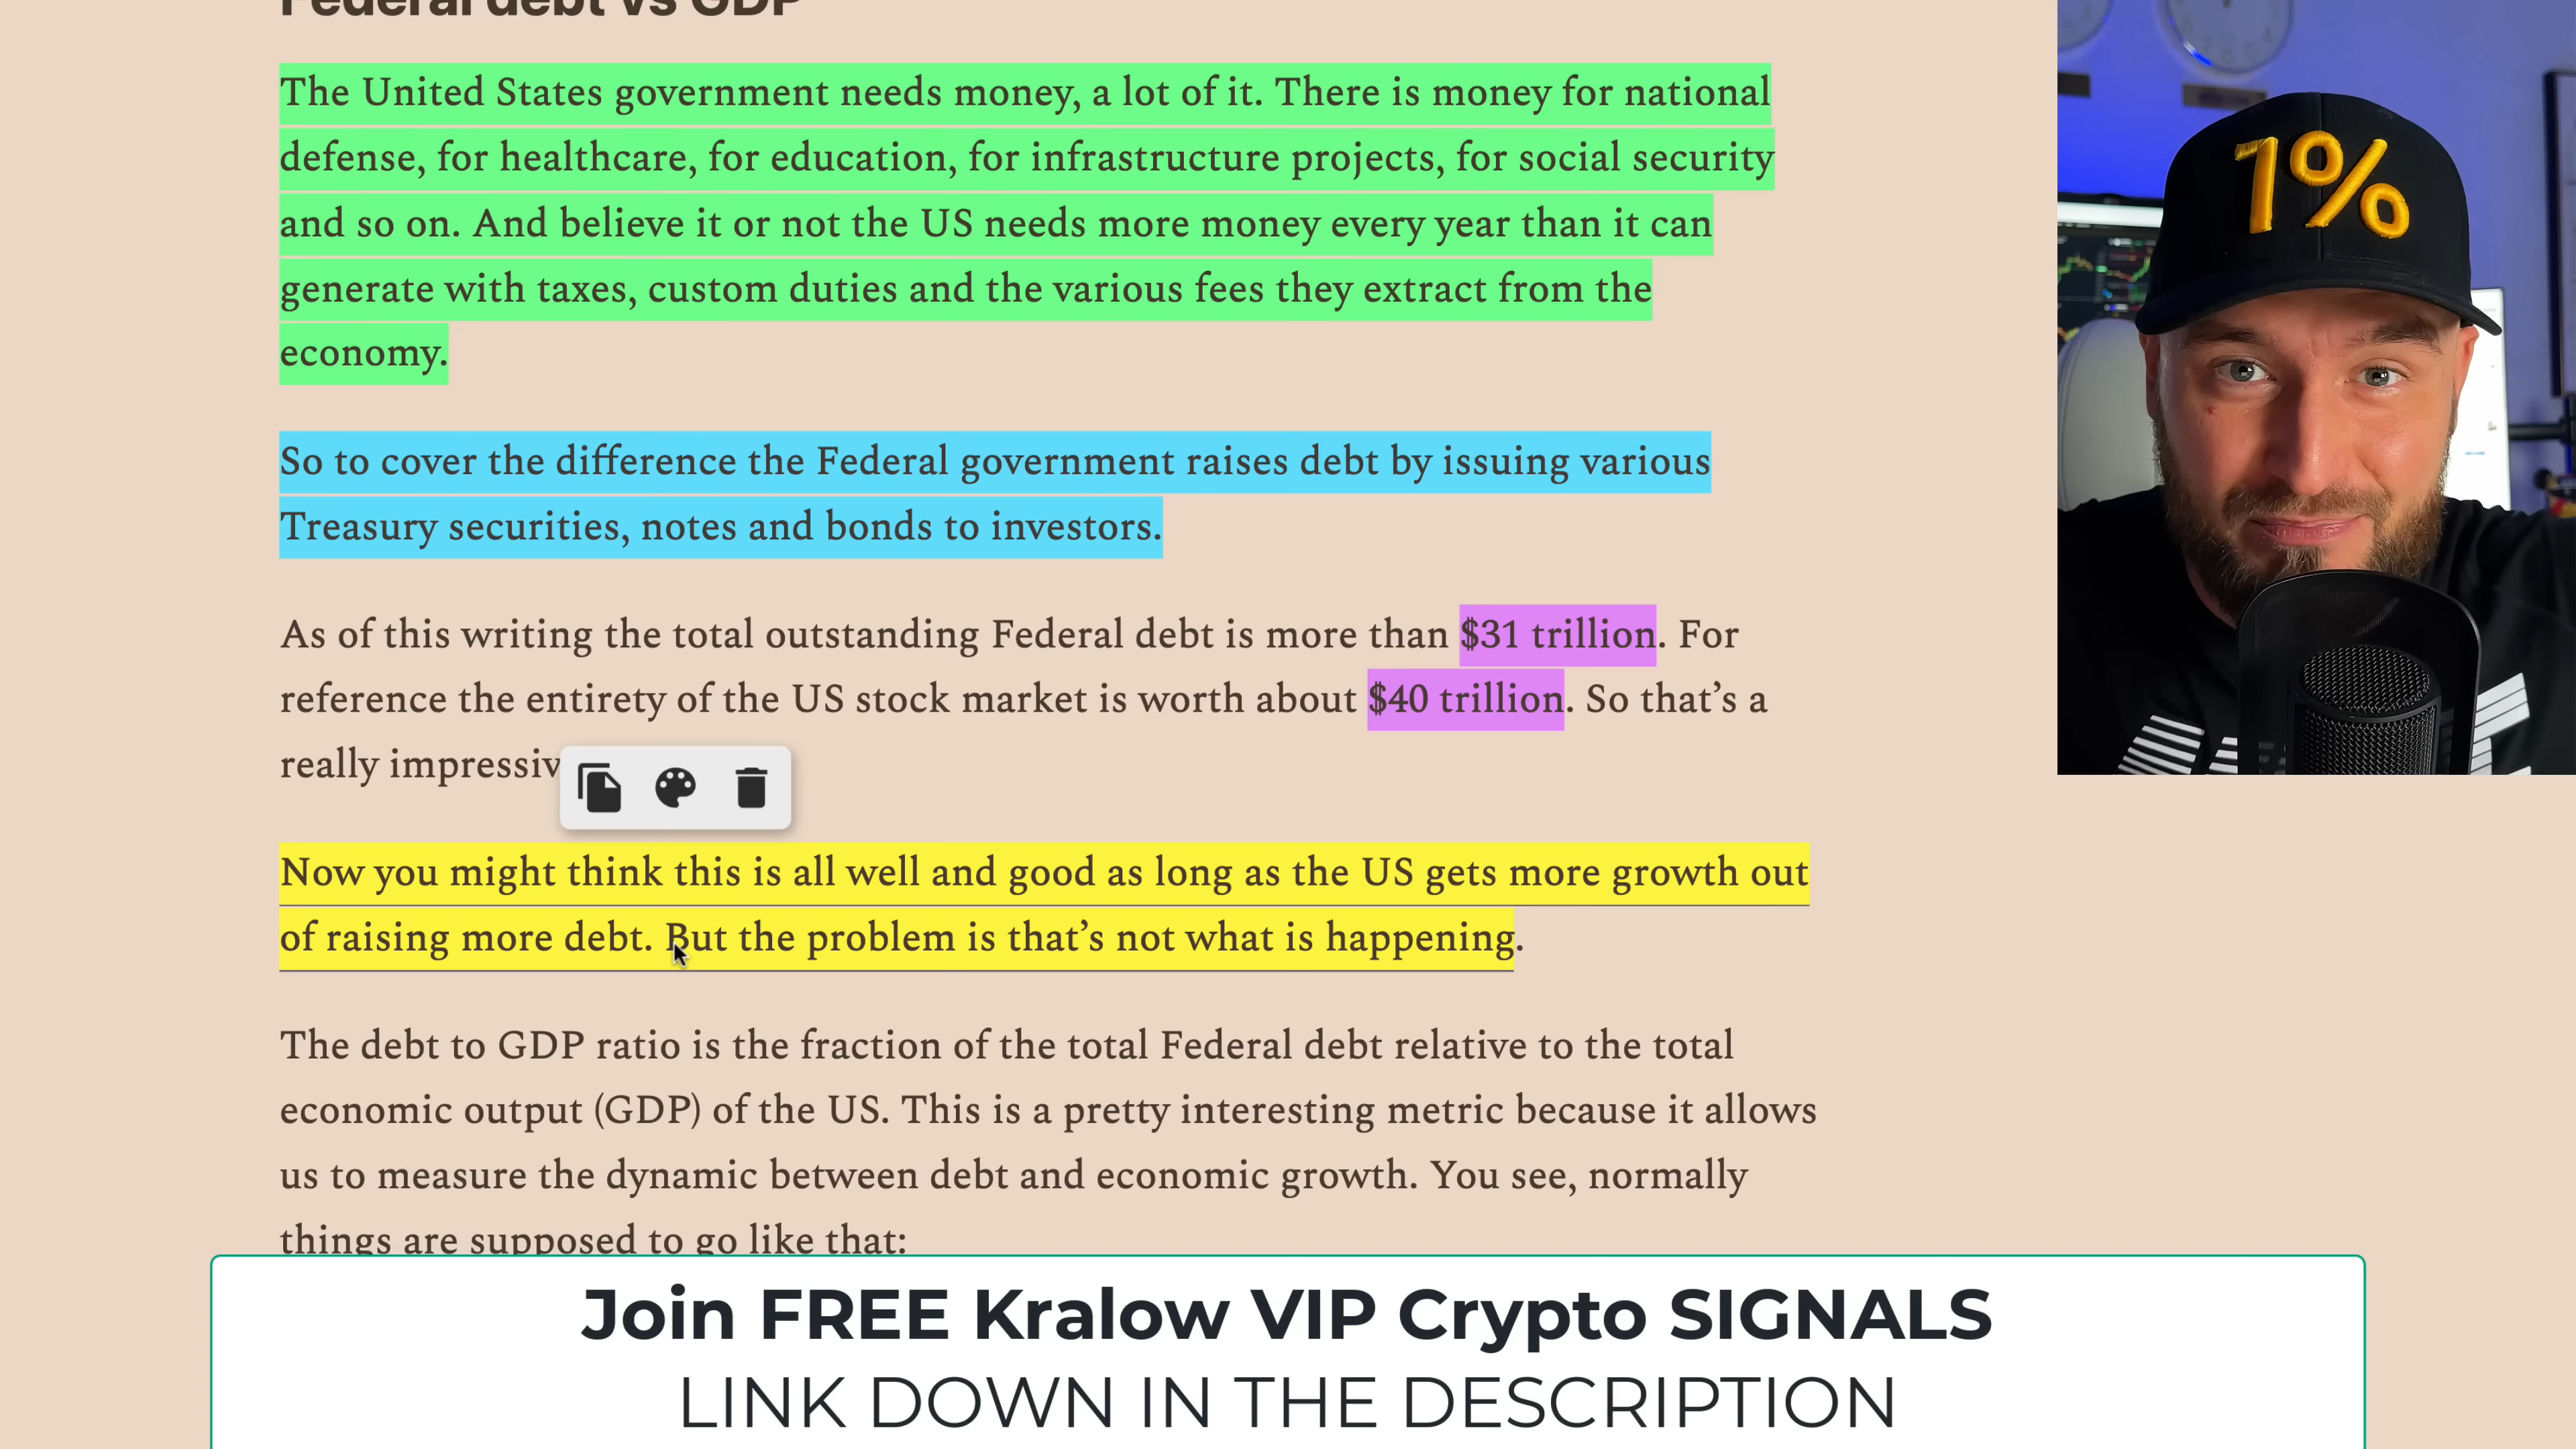 Federal debt vs GDP
The United States government needs money, a lot of it. There is money for national
defense, for healthcare, for education, for infrastructure projects, for social security
and so on. And believe it or not the US needs more money every year than it can
generate with taxes, custom duties and the various fees they extract from the
economy.
So to cover the difference the Federal government raises debt by issuing various
Treasury securities, notes and bonds to investors.
As of this writing the total outstanding Federal debt is more than $31 trillion. For
reference the entirety of the US stock market is worth about $40 trillion. So that’s a
really impressiv
Now you might think this is all well and good as long as the US gets more growth out
of raising more debt. But the problem is that’s not what is happening.
The debt to GDP ratio is the fraction of the total Federal debt relative to the total
economic output (GDP) of the US. This is a pretty interesting metric because it allows
us to measure the dynamic between debt and economic growth. You see, normally
things are supposed to go like that:
1%
Join FREE Kralow VIP Crypto SIGNALS
LINK DOWN IN THE DESCRIPTION